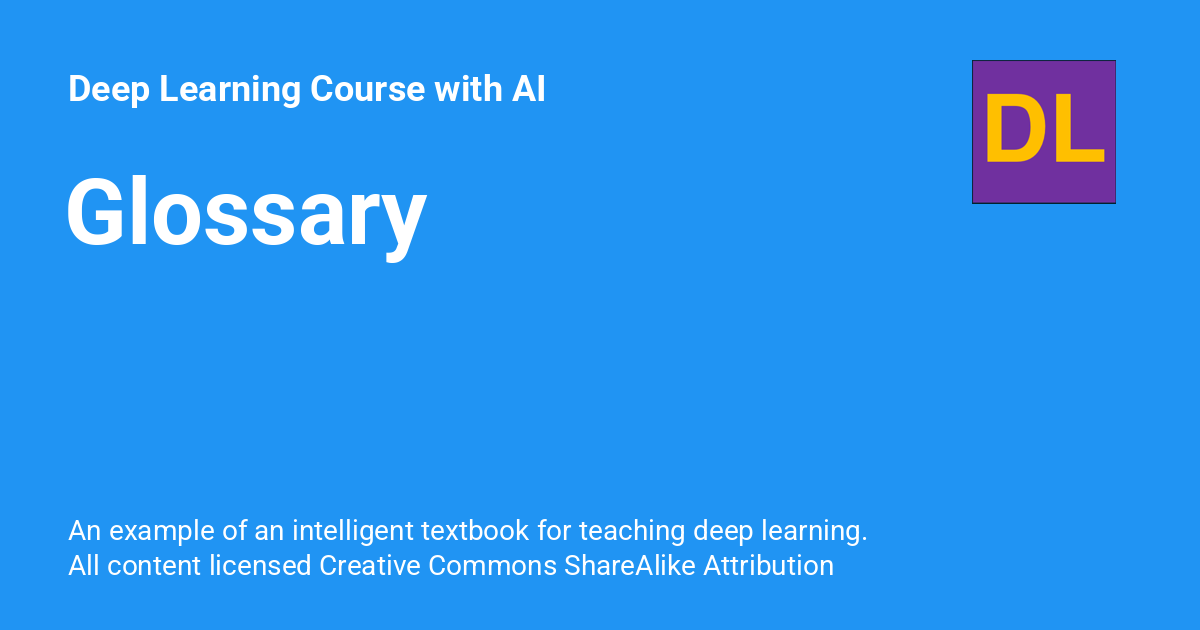 Deep Learning Course with AI
DL
Glossary
An example of an intelligent textbook for teaching deep learning.
All content licensed Creative Commons ShareAlike Attribution